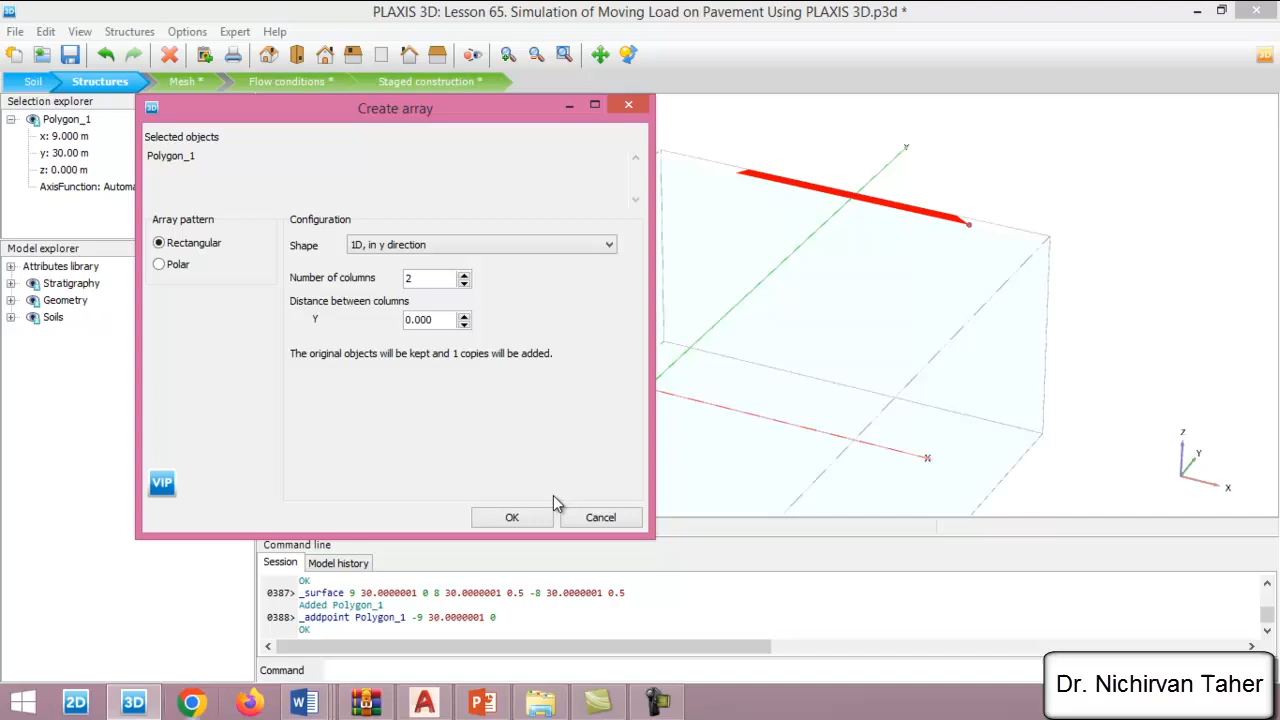 PLAXIS 3D: Lesson 65. Simulation of Moving Load on Pavement Using PLAXIS 3D.p3d *
File Edit View Structures Options Expert Help
Soil Structures Mesh * Flow conditions * Staged construction *
Selection explorer
Polygon_1
x: 9.000 m
y: 30.00 m
z: 0.000 m
AxisFunction: Automa
Model explorer
Attributes library
Stratigraphy
Geometry
Soils
3D
Create array
Selected objects
Polygon_1
Array pattern
Rectangular
Polar
Configuration
Shape 1D, in y direction
Number of columns 2
Distance between columns
Y 0.000
The original objects will be kept and 1 copies will be added.
VIP
OK Cancel
Y
X
Z
Y
X
Command line
Session Model history
OK
0387> _surface 9 30.0000001 0 8 30.0000001 0.5 -8 30.0000001 0.5
Added Polygon_1
0388> _addpoint Polygon_1 -9 30.0000001 0
OK
Command
2D 3D
Dr. Nichirvan Taher